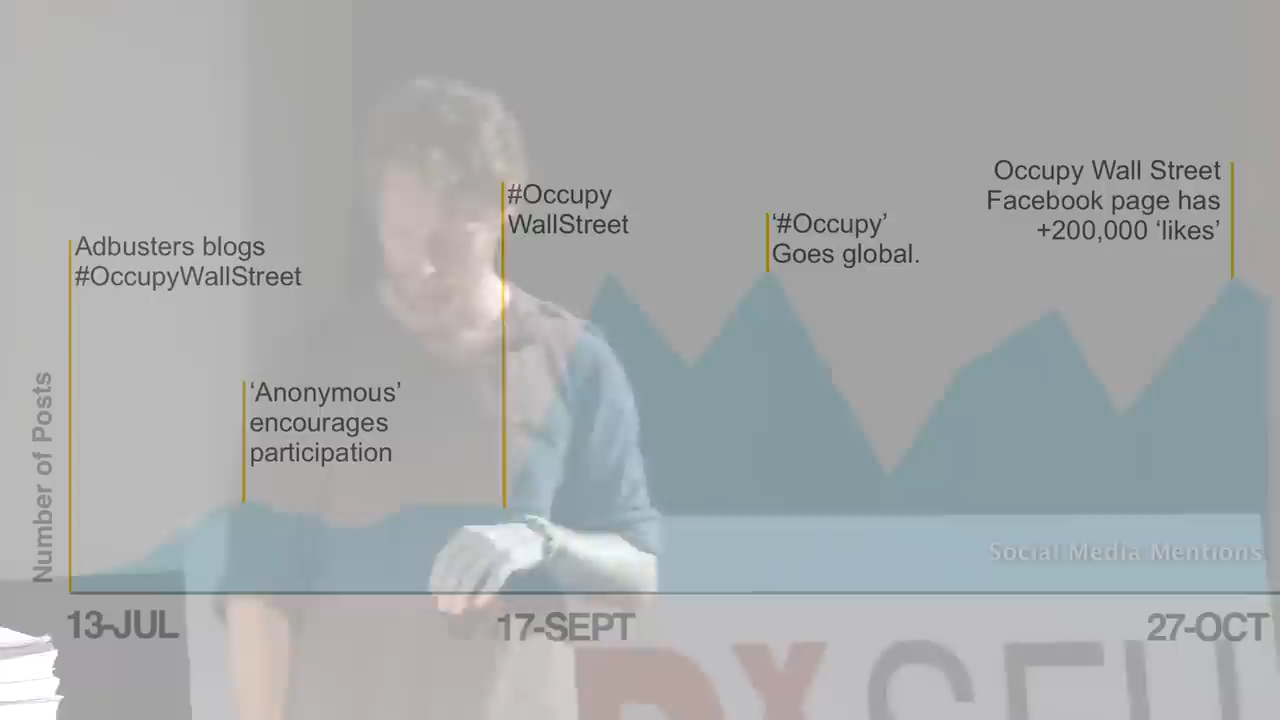 Occupy Wall Street
Facebook page has
+200,000 ‘likes’
#Occupy
WallStreet
‘#Occupy’
Goes global.
Adbusters blogs
#OccupyWallStreet
‘Anonymous’
encourages
participation
Number of Posts
Social Media Mentions
13-JUL
17-SEPT
27-OCT